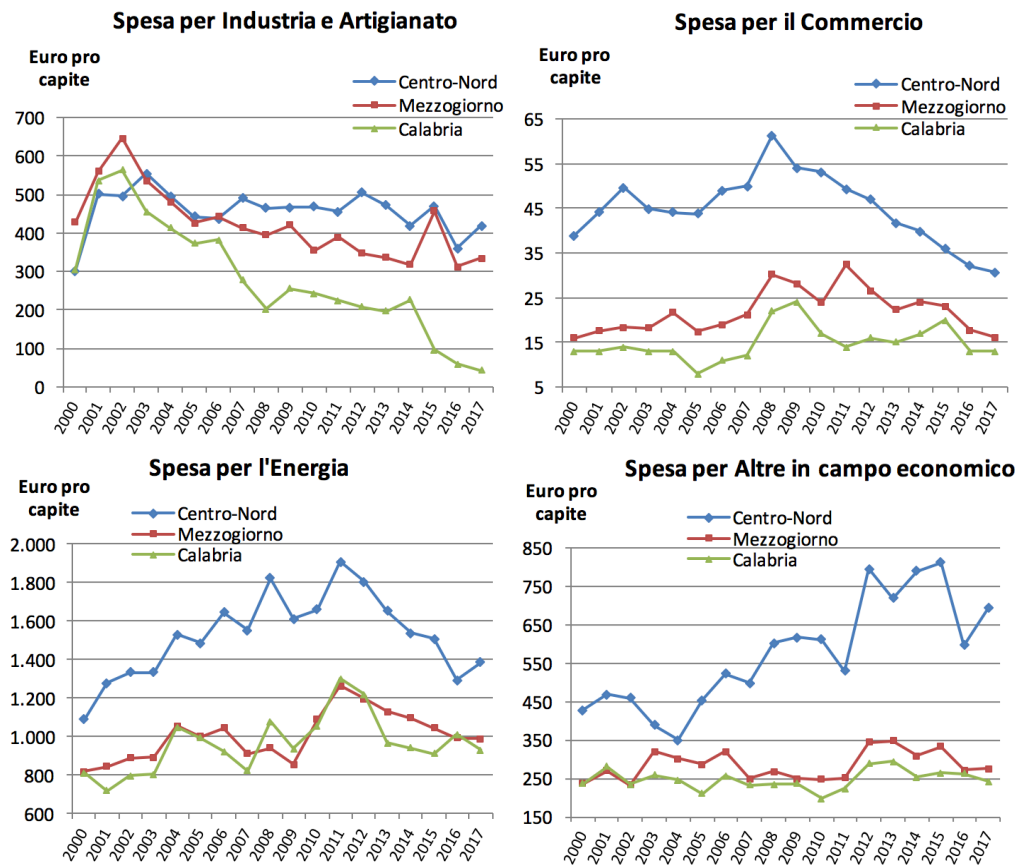 Spesa per Industria e Artigianato
Euro pro
capite
Centro-Nord
Mezzogiorno
Calabria
700
600
500
400
300
200
100
0
2000 2001 2002 2003 2004 2005 2006 2007 2008 2009 2010 2011 2012 2013 2014 2015 2016 2017
Spesa per il Commercio
Euro pro
capite
Centro-Nord
Mezzogiorno
Calabria
65
55
45
35
25
15
5
2000 2001 2002 2003 2004 2005 2006 2007 2008 2009 2010 2011 2012 2013 2014 2015 2016 2017
Spesa per l'Energia
Euro pro
capite
Centro-Nord
Mezzogiorno
Calabria
2.000
1.800
1.600
1.400
1.200
1.000
800
600
2000 2001 2002 2003 2004 2005 2006 2007 2008 2009 2010 2011 2012 2013 2014 2015 2016 2017
Spesa per Altre in campo economico
Euro pro
capite
Centro-Nord
Mezzogiorno
Calabria
850
750
650
550
450
350
250
150
2000 2001 2002 2003 2004 2005 2006 2007 2008 2009 2010 2011 2012 2013 2014 2015 2016 2017